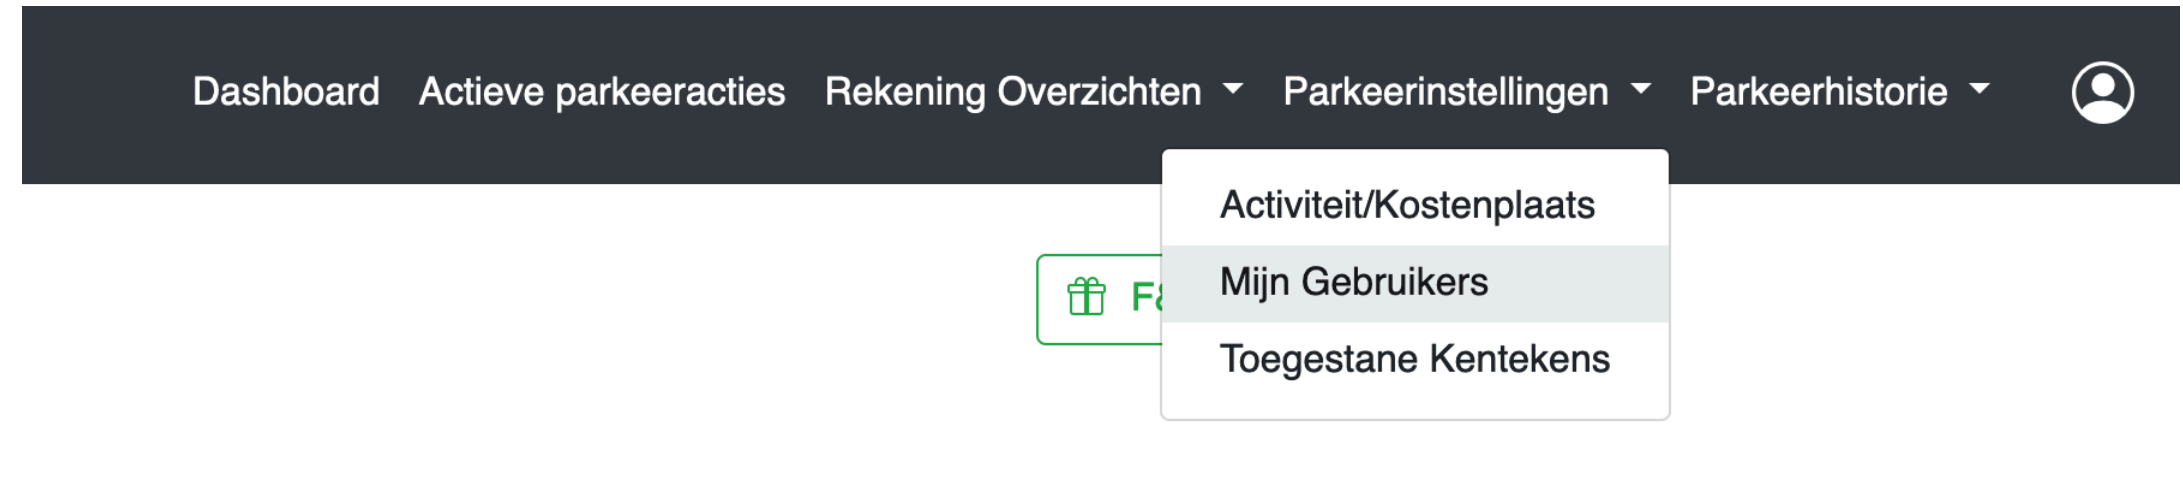 Dashboard Actieve parkeeracties Rekening Overzichten Parkeerinstellingen Parkeerhistorie
Activiteit/Kostenplaats
Mijn Gebruikers
Toegestane Kentekens